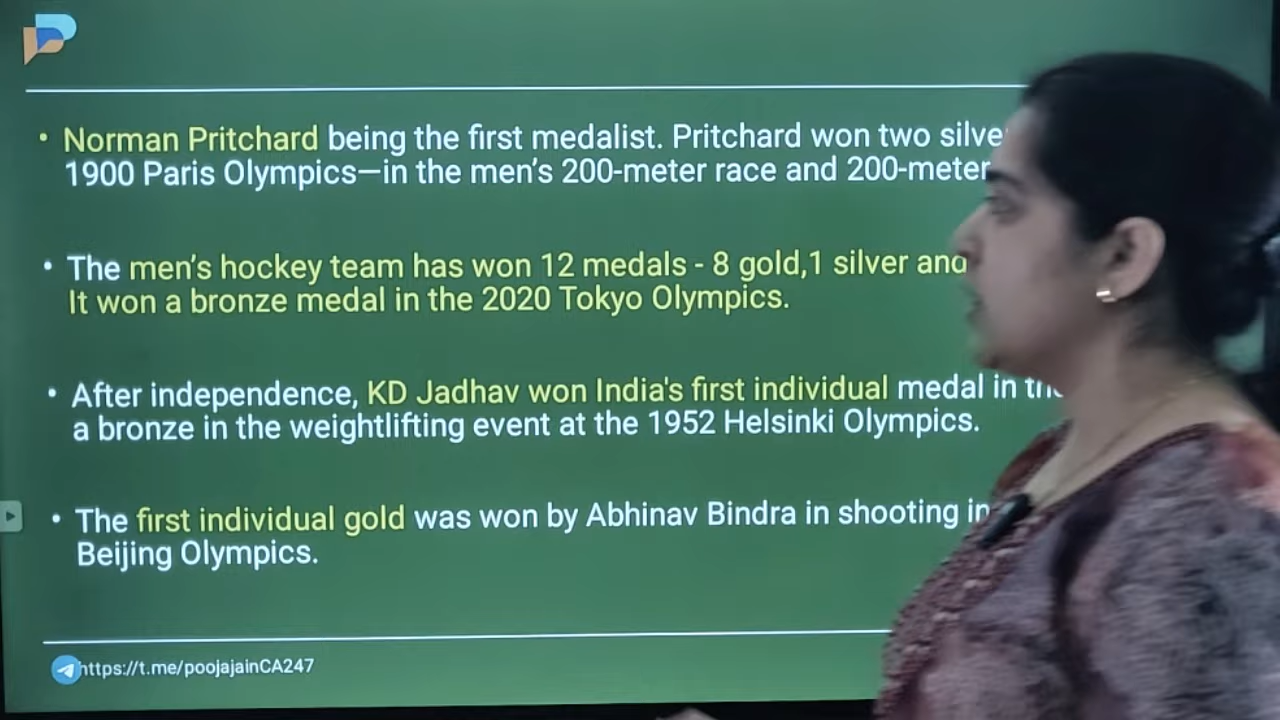 • Norman Pritchard being the first medalist. Pritchard won two
1900 Paris Olympics—in the men's 200-meter race and 200-meter
• The men's hockey team has won 12 medals - 8 gold,1 silver and
It won a bronze medal in the 2020 Tokyo Olympics.
• After independence, KD Jadhav won India's first individual medal in
a bronze in the weightlifting event at the 1952 Helsinki Olympics.
• The first individual gold was won by Abhinav Bindra in shooting in
Beijing Olympics.
https://t.me/poojajainCA247